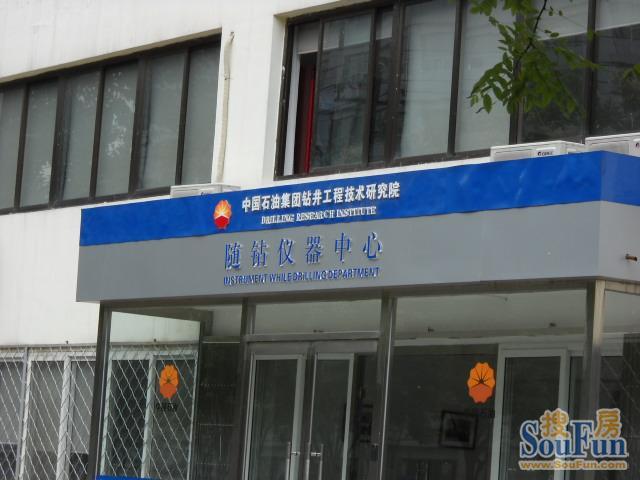 中国石油集团钻井工程技术研究院
DRILLING RESEARCH INSTITUTE
随钻仪器中心
INSTRUMENT WHILE DRILLING DEPARTMENT
搜房
SouFun
www.SouFun.com